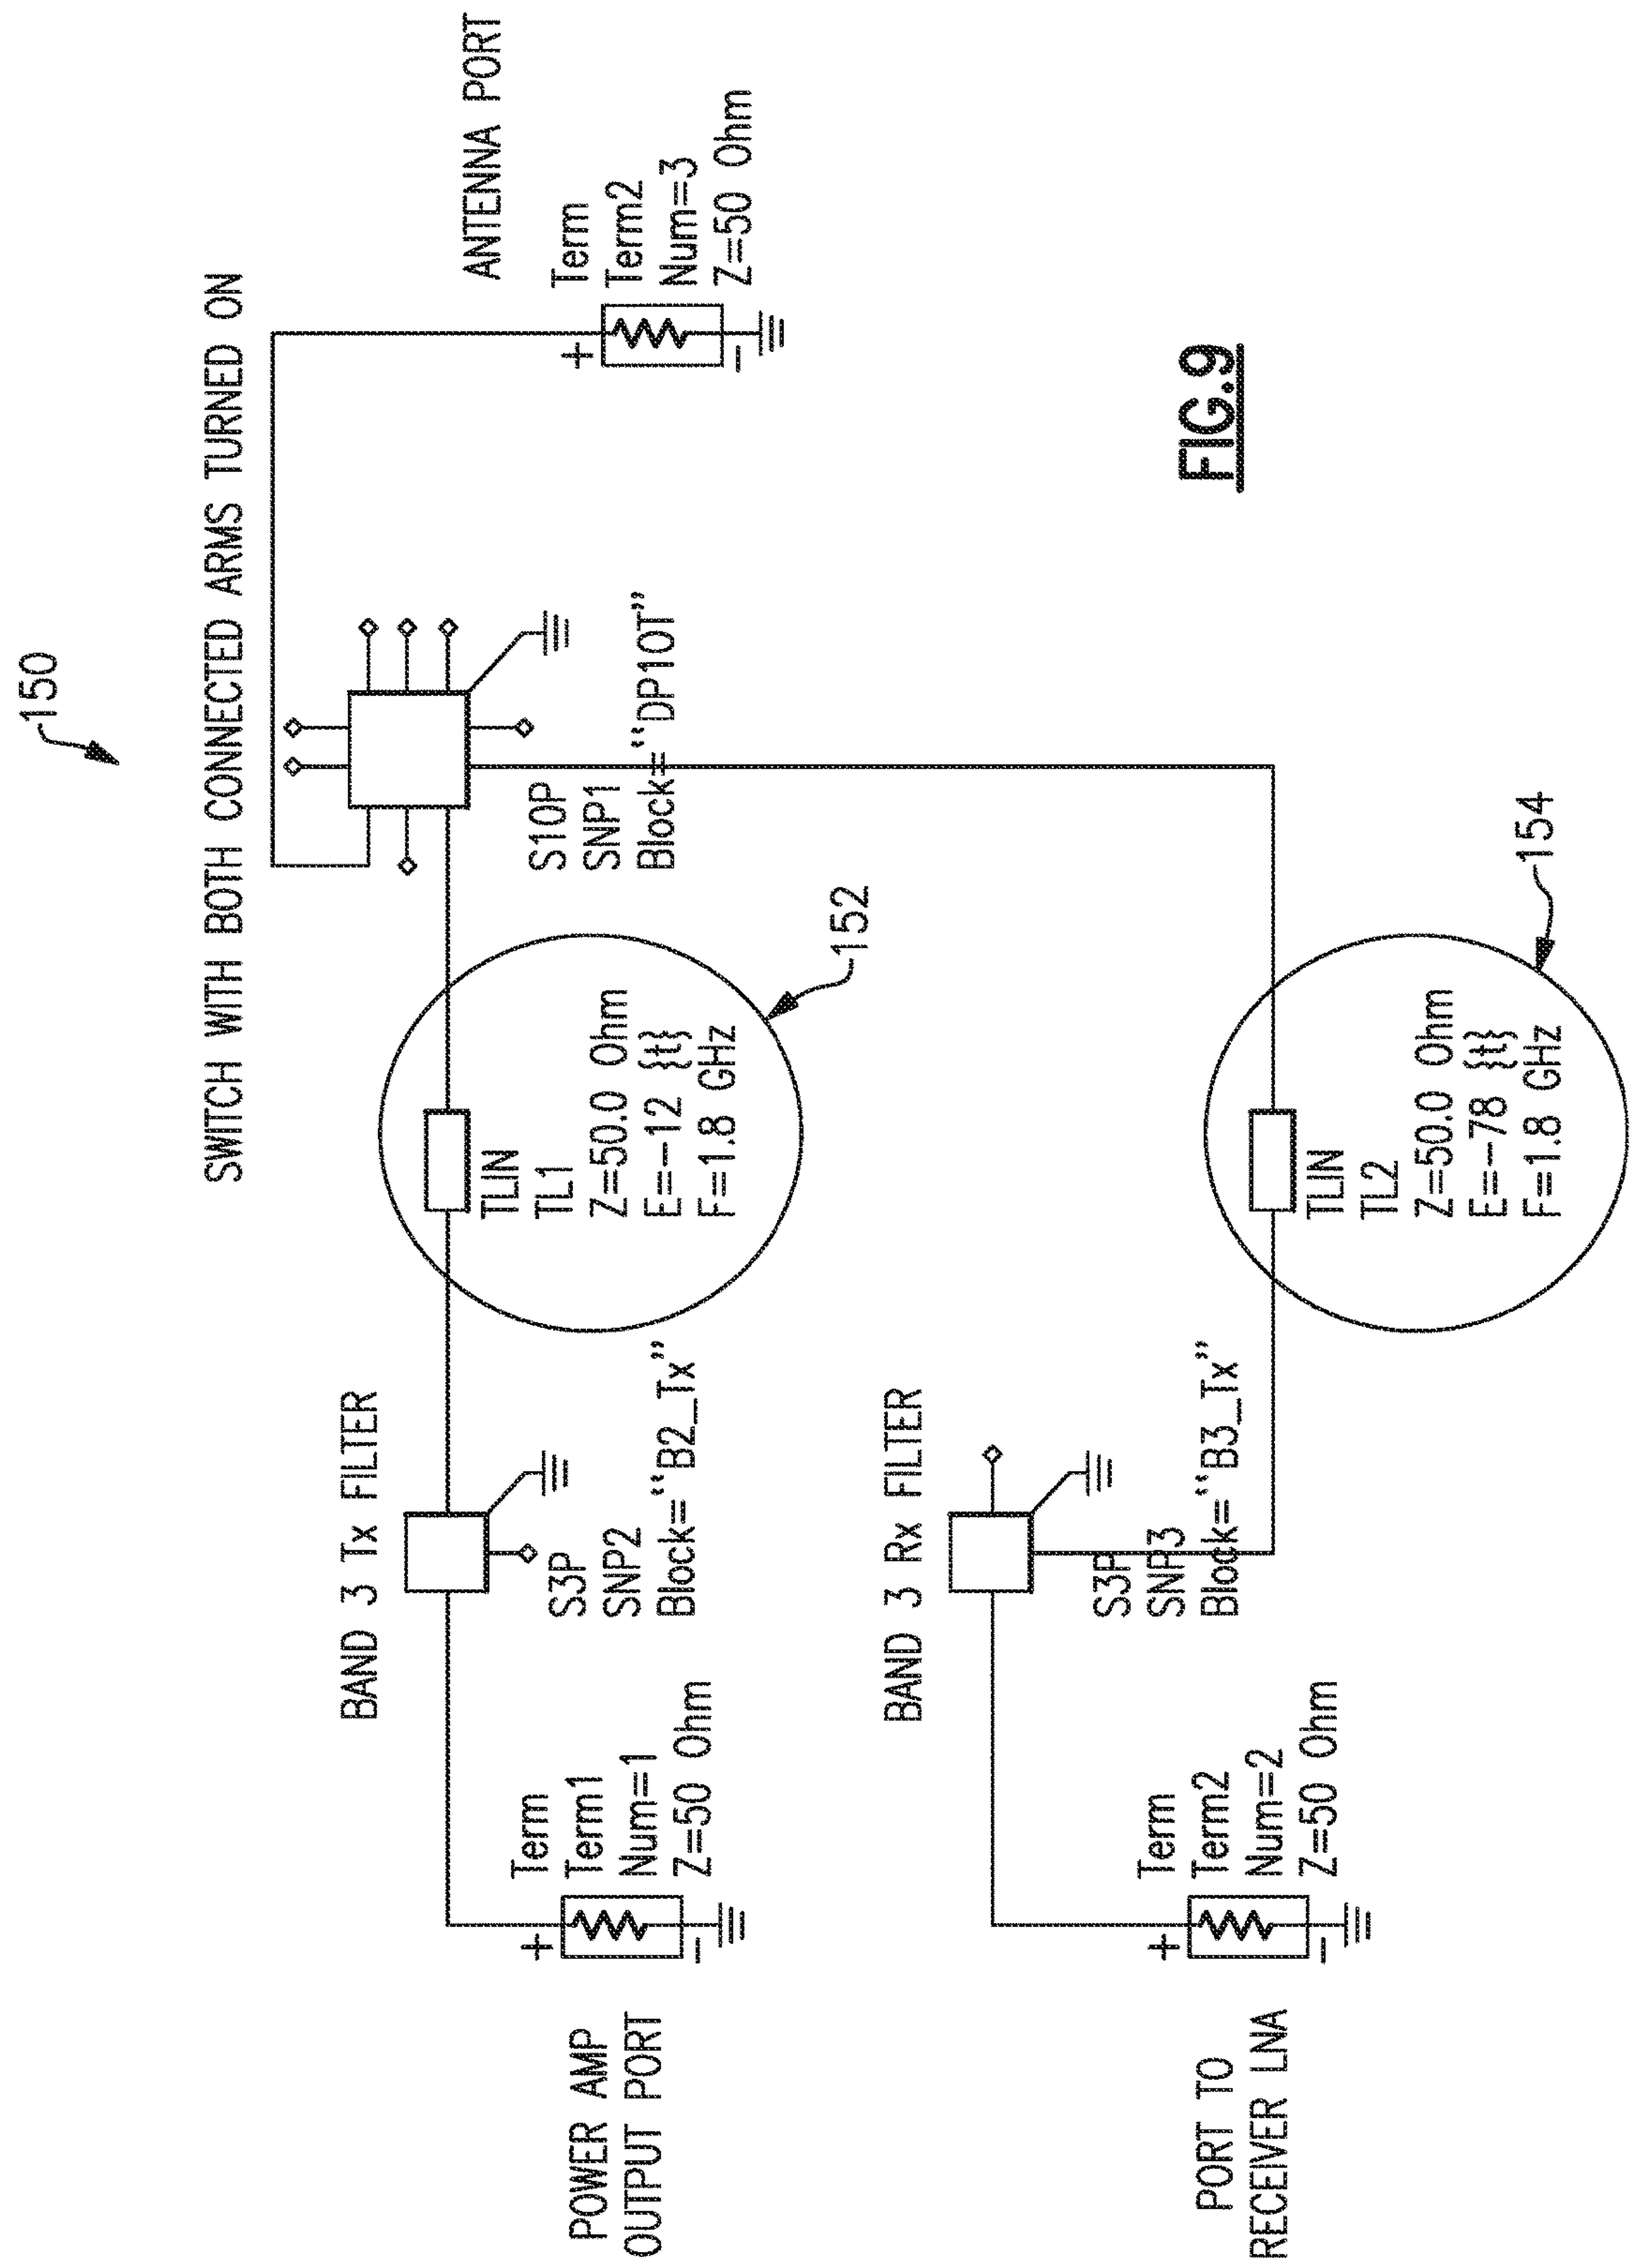 150
SWITCH WITH BOTH CONNECTED ARMS TURNED ON
ANTENNA PORT
Term
Term2
Num=3
Z=50 Ohm
S10P
SNP1
Block="DP10T"
BAND 3 Tx FILTER
S3P
SNP2
Block="B2_Tx"
TLIN
TL1
Z=50.0 Ohm
E=-12 {t}
F=1.8 GHz
152
POWER AMP
OUTPUT PORT
Term
Term1
Num=1
Z=50 Ohm
BAND 3 Rx FILTER
S3P
SNP3
Block="B3_Tx"
TLIN
TL2
Z=50.0 Ohm
E=-78 {t}
F=1.8 GHz
154
PORT TO
RECEIVER LNA
Term
Term2
Num=2
Z=50 Ohm
FIG.9